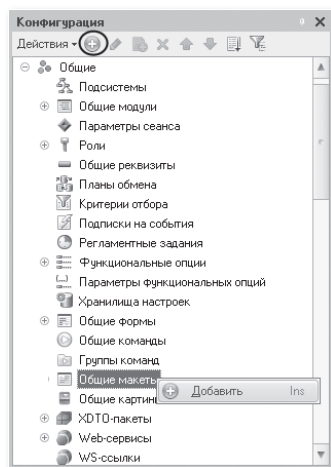 Конфигурация
Действия
Общие
Подсистемы
Общие модули
Параметры сеанса
Роли
Общие реквизиты
Планы обмена
Критерии отбора
Подписки на события
Регламентные задания
Функциональные опции
Параметры функциональных опций
Хранилища настроек
Общие формы
Общие команды
Группы команд
Общие макеты
Добавить Ins
Общие картин
XDTO-пакеты
Web-сервисы
WS-ссылки